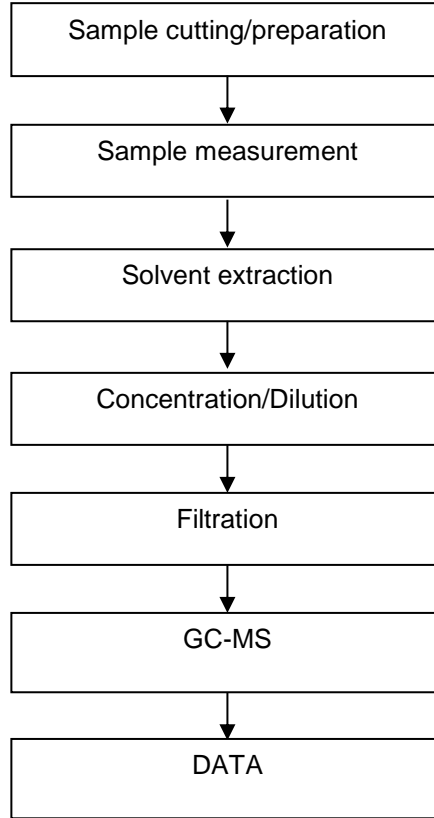 Sample cutting/preparation
Sample measurement
Solvent extraction
Concentration/Dilution
Filtration
GC-MS
DATA